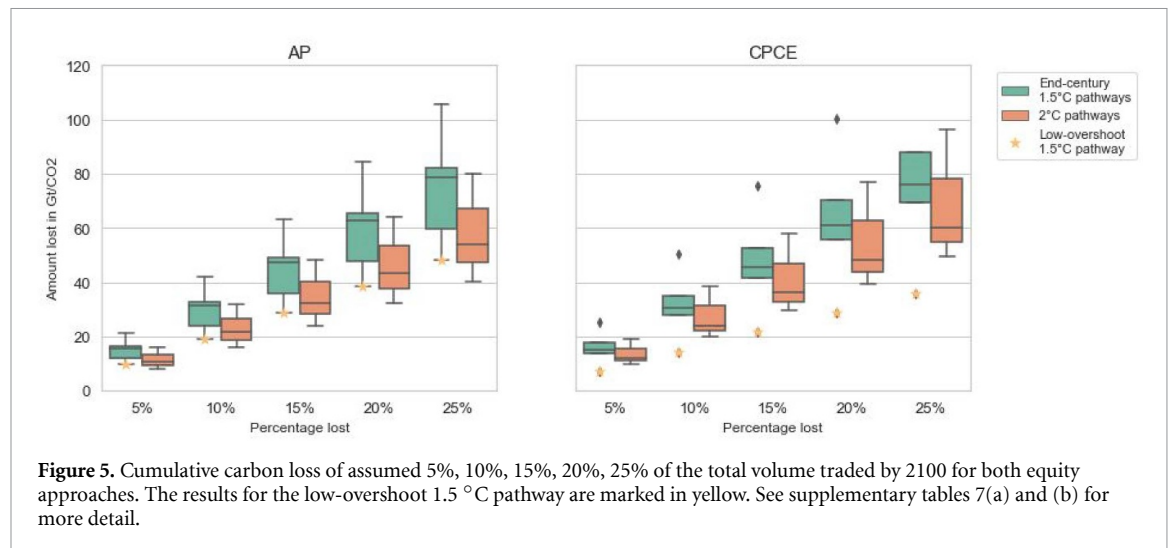 AP
CPCE
120
100
80
60
40
20
0
Amount lost in Gt/CO2
5% 10% 15% 20% 25%
Percentage lost
5% 10% 15% 20% 25%
Percentage lost
End-century
1.5°C pathways
2°C pathways
Low-overshoot
1.5°C pathway
Figure 5. Cumulative carbon loss of assumed 5%, 10%, 15%, 20%, 25% of the total volume traded by 2100 for both equity
approaches. The results for the low-overshoot 1.5 °C pathway are marked in yellow. See supplementary tables 7(a) and (b) for
more detail.